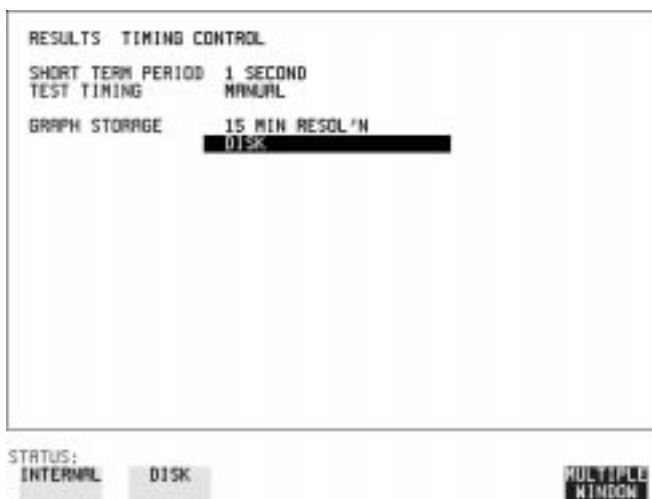 RESULTS TIMING CONTROL
SHORT TERM PERIOD 1 SECOND
TEST TIMING MANUAL
GRAPH STORAGE 15 MIN RESOL'N
DISK
STATUS:
INTERNAL DISK MULTIPLE
WINDOW